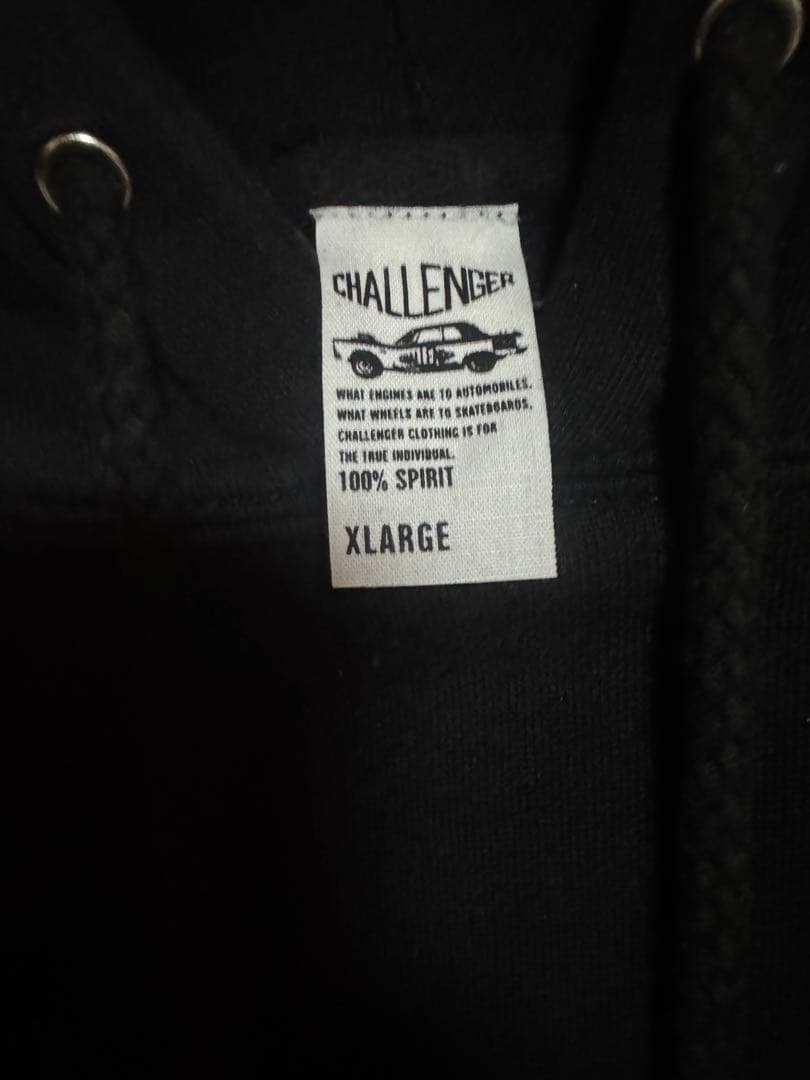 CHALLENGER
WHAT ENGINES ARE TO AUTOMOBILES.
WHAT WHEELS ARE TO SKATEBOARDS.
CHALLENGER CLOTHING IS FOR
THE TRUE INDIVIDUAL.
100% SPIRIT
XLARGE